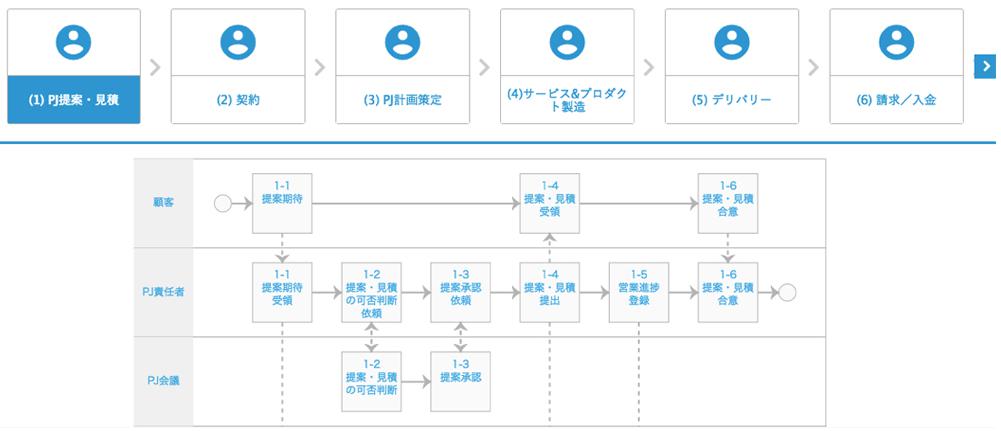 (1) PJ提案・見積
(2) 契約
(3) PJ計画策定
(4)サービス&プロダク
ト製造
(5) デリバリー
(6) 請求／入金
顧客
1-1
提案期待
1-4
提案・見積
受領
1-6
提案・見積
合意
PJ責任者
1-1
提案期待
受領
1-2
提案・見積
の可否判断
依頼
1-3
提案承認
依頼
1-4
提案・見積
提出
1-5
営業進捗
登録
1-6
提案・見積
合意
PJ会議
1-2
提案・見積
の可否判断
1-3
提案承認